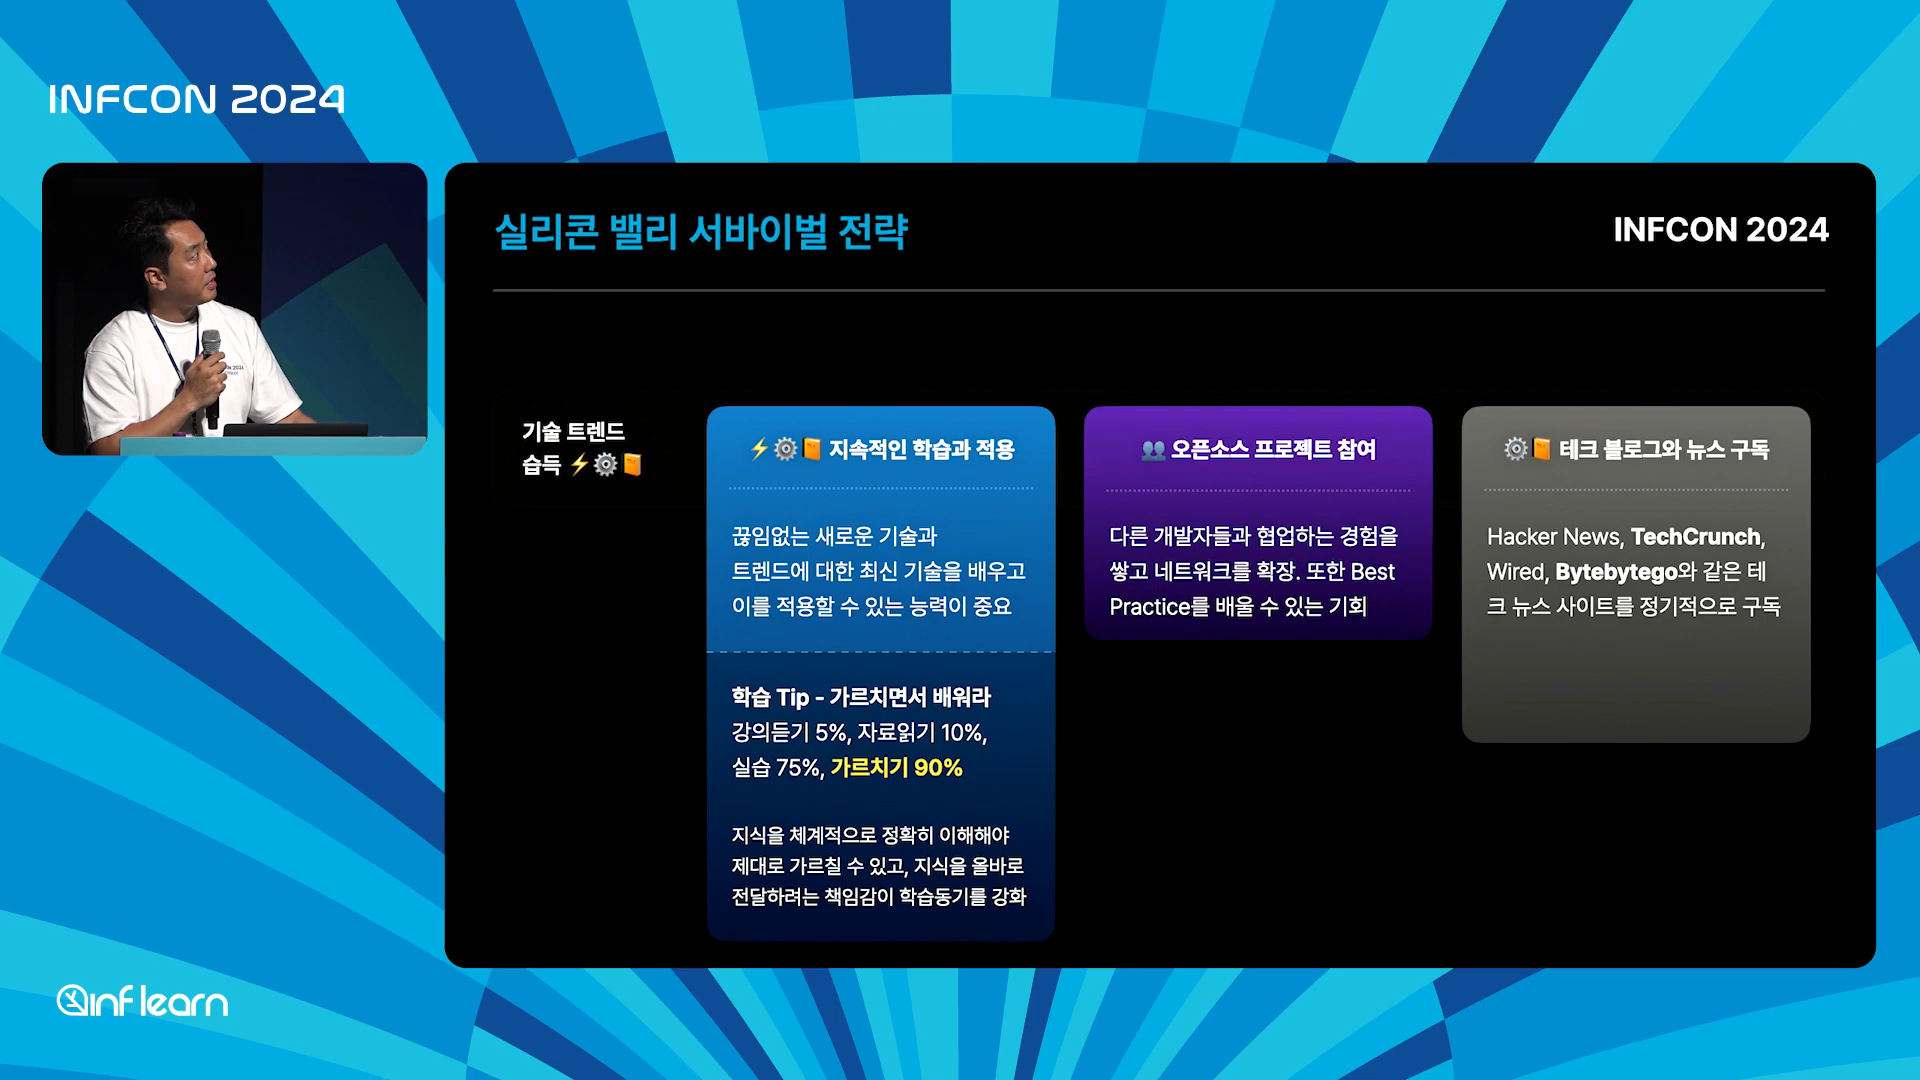 INFCON 2024
실리콘 밸리 서바이벌 전략
INFCON 2024
기술 트렌드
습득 ⚡⚙️📙
⚡⚙️📙 지속적인 학습과 적용
끊임없는 새로운 기술과
트렌드에 대한 최신 기술을 배우고
이를 적용할 수 있는 능력이 중요
학습 Tip - 가르치면서 배워라
강의듣기 5%, 자료읽기 10%,
실습 75%, 가르치기 90%
지식을 체계적으로 정확히 이해해야
제대로 가르칠 수 있고, 지식을 올바로
전달하려는 책임감이 학습동기를 강화
👥 오픈소스 프로젝트 참여
다른 개발자들과 협업하는 경험을
쌓고 네트워크를 확장. 또한 Best
Practice를 배울 수 있는 기회
⚙️📙 테크 블로그와 뉴스 구독
Hacker News, TechCrunch,
Wired, Bytebytego와 같은 테
크 뉴스 사이트를 정기적으로 구독
inflearn